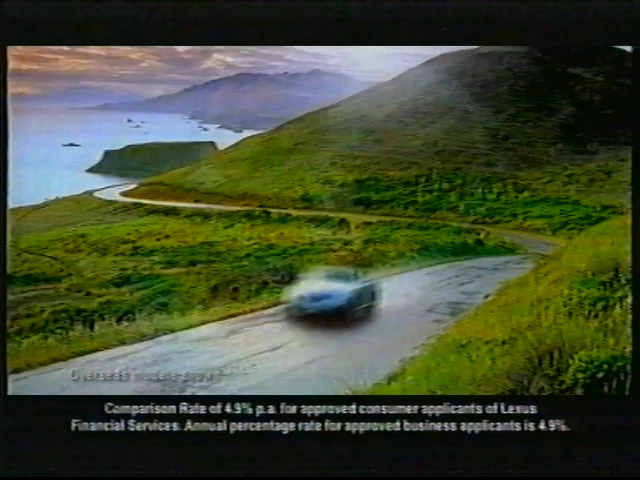 Overseas model shown
Comparison Rate of 4.9% p.a. for approved consumer applicants of Lexus
Financial Services. Annual percentage rate for approved business applicants is 4.9%.